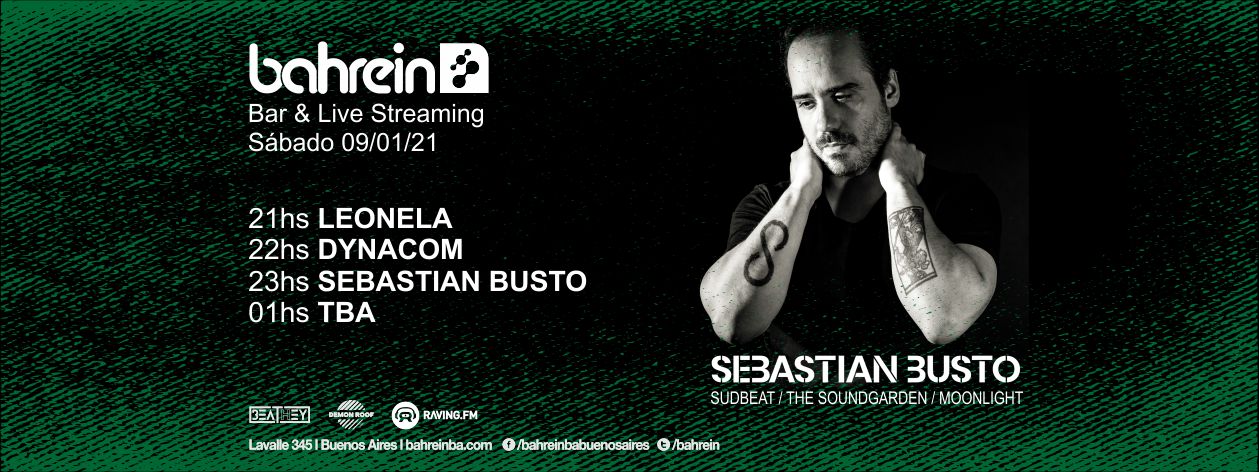 bahrein
Bar & Live Streaming
Sábado 09/01/21
21hs LEONELA
22hs DYNACOM
23hs SEBASTIAN BUSTO
01hs TBA
SEBASTIAN BUSTO
SUDBEAT / THE SOUNDGARDEN / MOONLIGHT
BEATHEY DEMON ROOF RAVING.FM
Lavalle 345 I Buenos Aires I bahreinba.com /bahreinbabuenosaires /bahrein